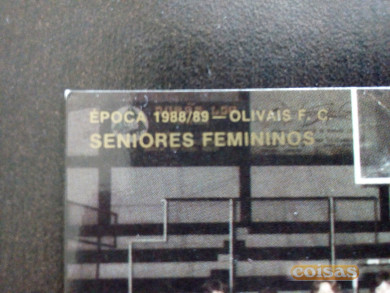 ÉPOCA 1988/89 — OLIVAIS F. C.
SENIORES FEMININOS
coisas